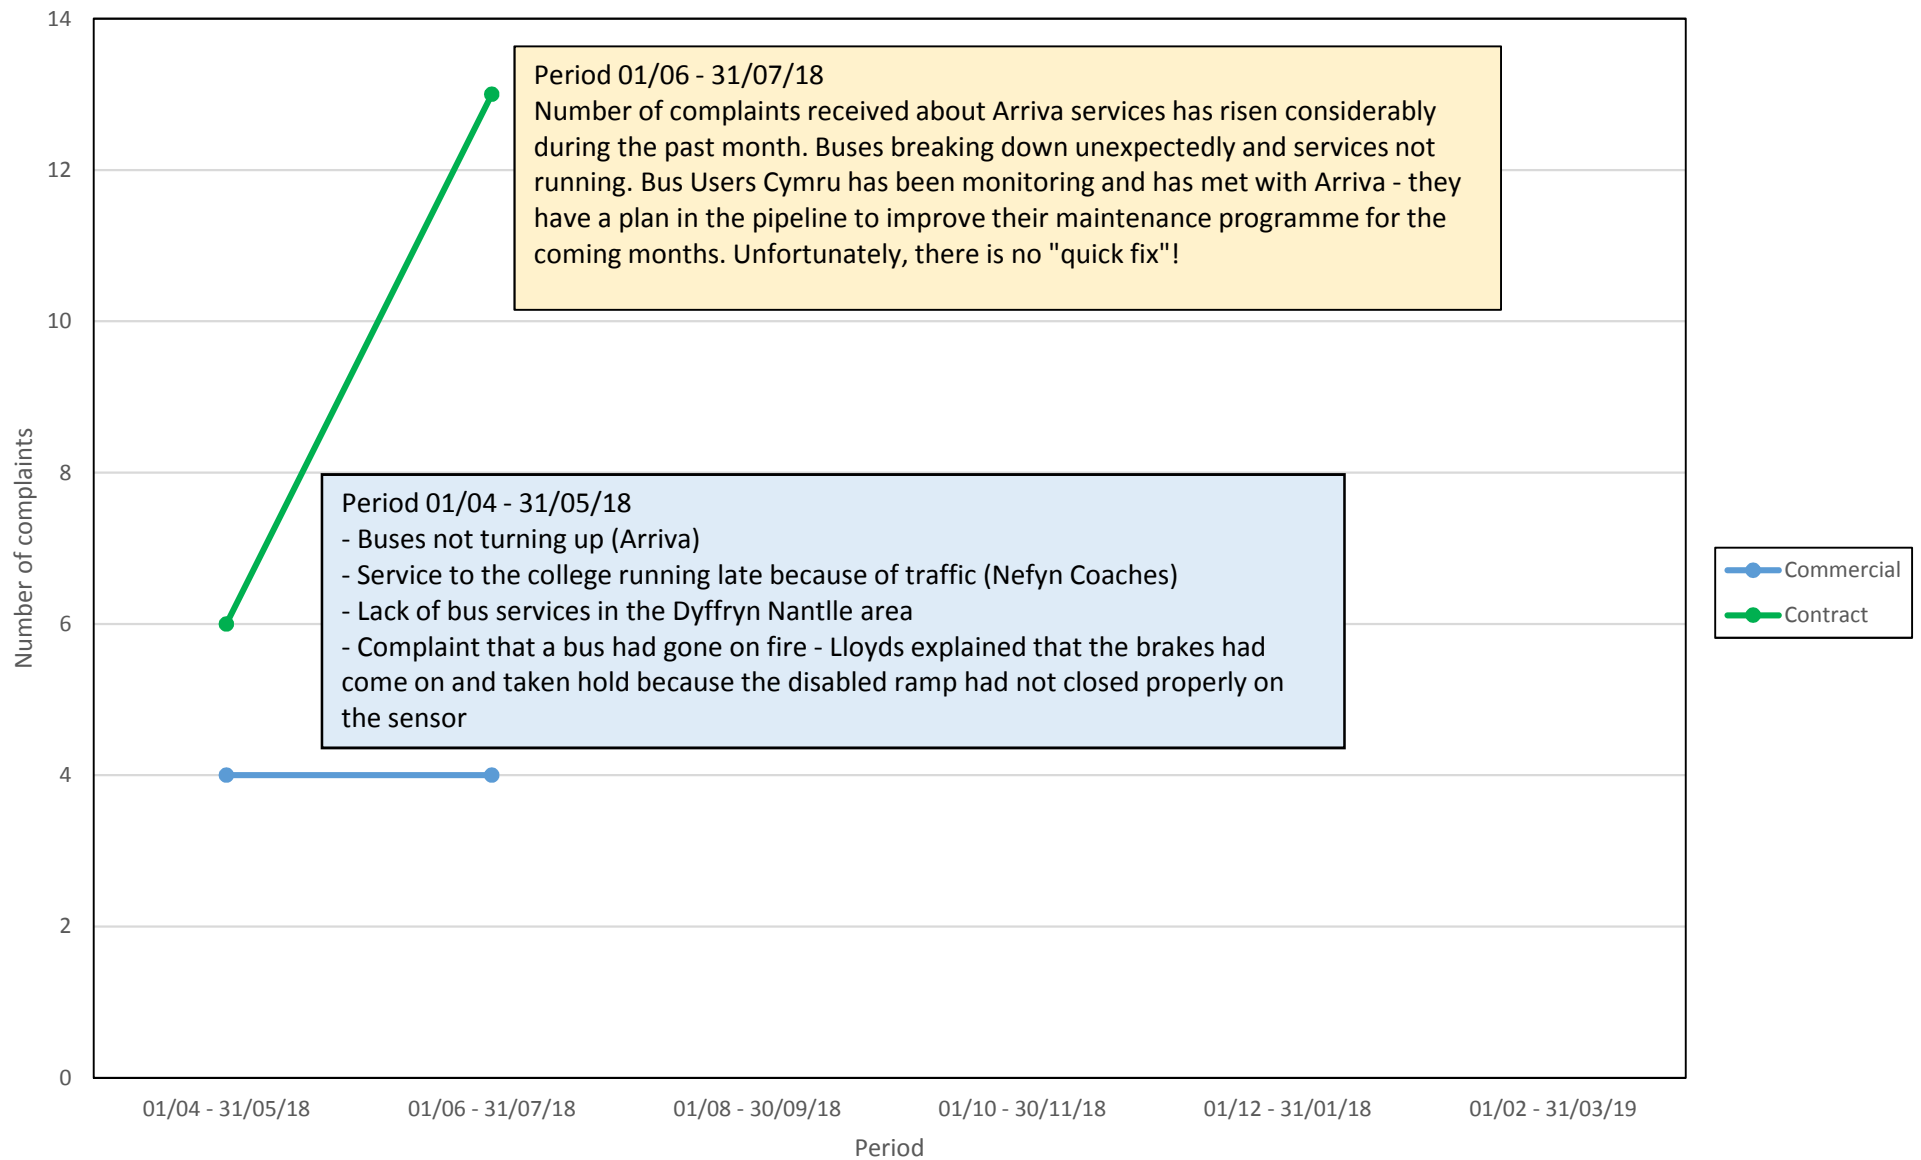 14
12
10
8
6
4
2
0
Number of complaints
Period 01/06 - 31/07/18
Number of complaints received about Arriva services has risen considerably
during the past month. Buses breaking down unexpectedly and services not
running. Bus Users Cymru has been monitoring and has met with Arriva - they
have a plan in the pipeline to improve their maintenance programme for the
coming months. Unfortunately, there is no "quick fix"!
Period 01/04 - 31/05/18
- Buses not turning up (Arriva)
- Service to the college running late because of traffic (Nefyn Coaches)
- Lack of bus services in the Dyffryn Nantlle area
- Complaint that a bus had gone on fire - Lloyds explained that the brakes had
come on and taken hold because the disabled ramp had not closed properly on
the sensor
Commercial
Contract
01/04 - 31/05/18
01/06 - 31/07/18
01/08 - 30/09/18
01/10 - 30/11/18
01/12 - 31/01/18
01/02 - 31/03/19
Period